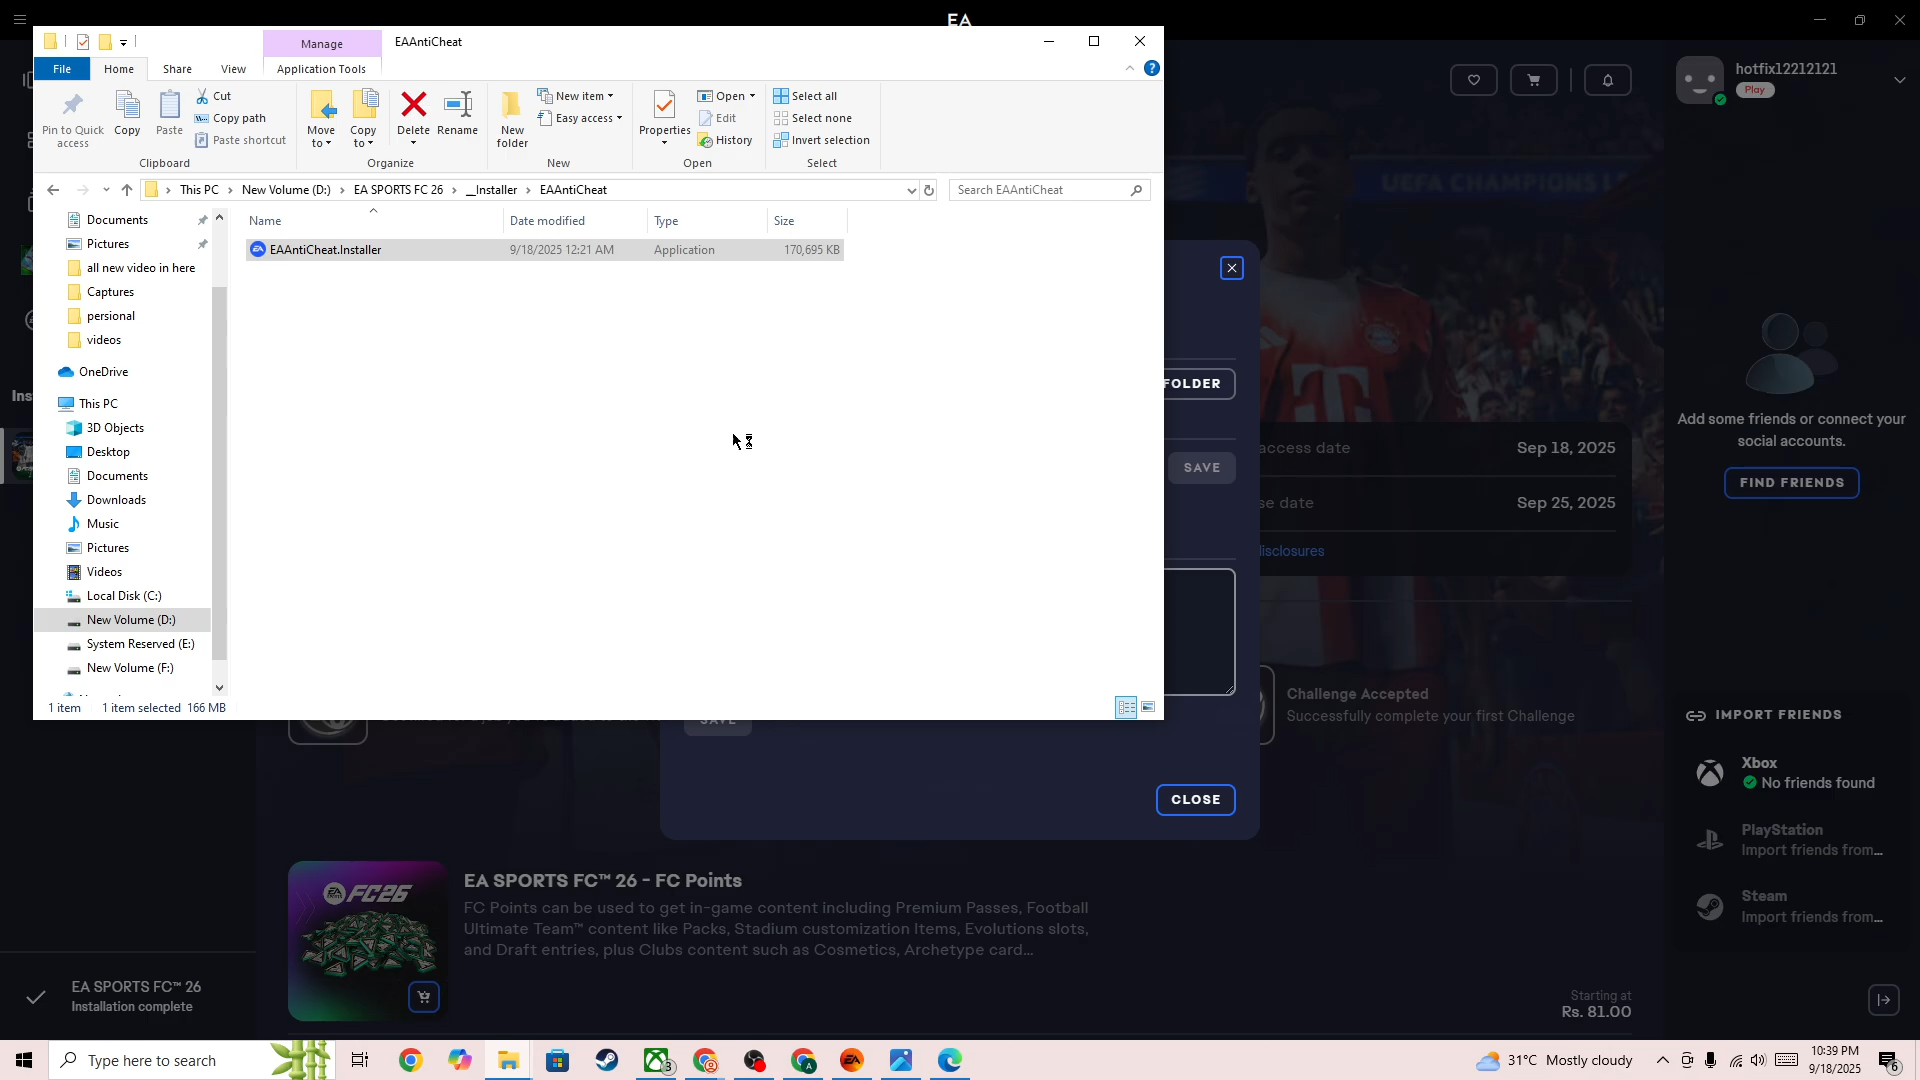 EA
Manage
EAAntiCheat
File
Home
Share
View
Application Tools
Pin to Quick access
Copy
Paste
Cut
Copy path
Paste shortcut
Move to
Copy to
Delete
Rename
New folder
New item
Easy access
Properties
Open
Edit
History
Select all
Select none
Invert selection
Clipboard
Organize
New
Open
Select
This PC
New Volume (D:)
EA SPORTS FC 26
__Installer
EAAntiCheat
Search EAAntiCheat
Name
Date modified
Type
Size
EAAntiCheat.Installer
9/18/2025 12:21 AM
Application
170,695 KB
Documents
Pictures
all new video in here
Captures
persional
videos
OneDrive
This PC
3D Objects
Desktop
Documents
Downloads
Music
Pictures
Videos
Local Disk (C:)
New Volume (D:)
System Reserved (E:)
New Volume (F:)
1 item
1 item selected 166 MB
hotfix12212121
Play
UEFA CHAMPIONS
FOLDER
SAVE
access date
Sep 18, 2025
se date
Sep 25, 2025
disclosures
Add some friends or connect your
social accounts.
FIND FRIENDS
Ins
SAVE
CLOSE
Challenge Accepted
Successfully complete your first Challenge
IMPORT FRIENDS
Xbox
No friends found
PlayStation
Import friends from...
Steam
Import friends from...
FC26
EA SPORTS FC™ 26 - FC Points
FC Points can be used to get in-game content including Premium Passes, Football
Ultimate Team™ content like Packs, Stadium customization Items, Evolutions slots,
and Draft entries, plus Clubs content such as Cosmetics, Archetype card...
Starting at
Rs. 81.00
EA SPORTS FC™ 26
Installation complete
Type here to search
3
31°C Mostly cloudy
10:39 PM
9/18/2025
6